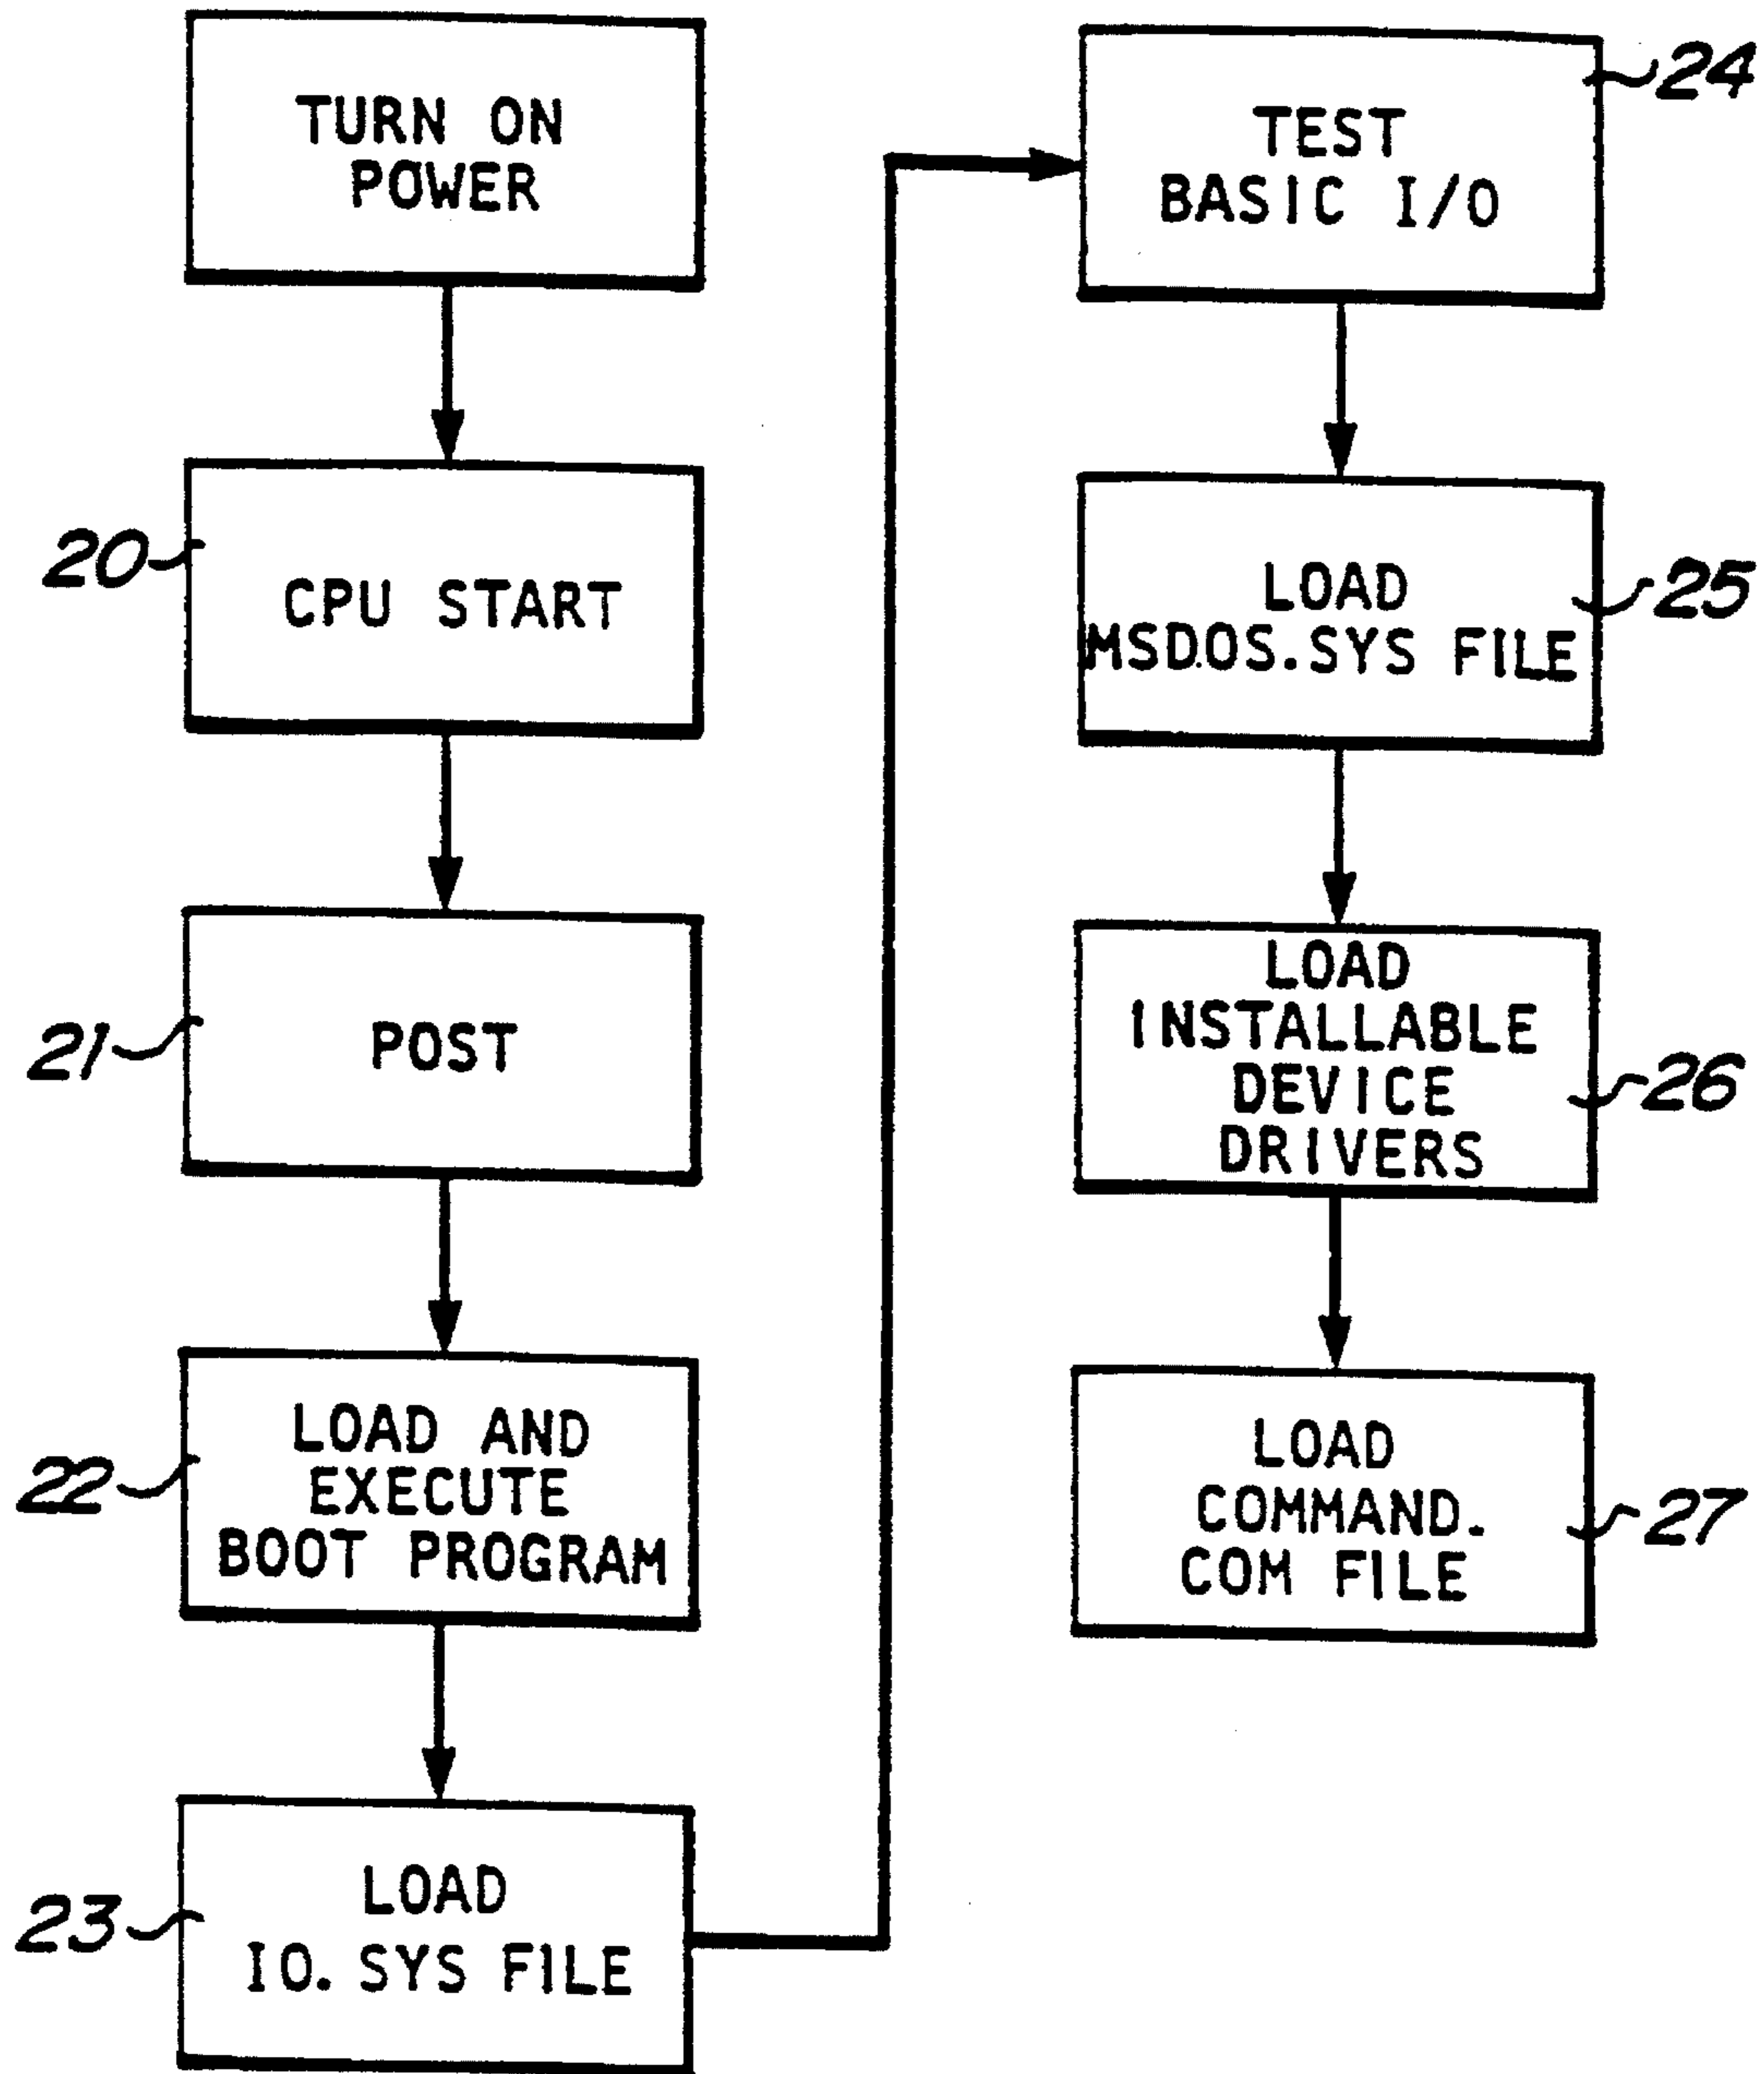 TURN ON
POWER
20
CPU START
21
POST
22
LOAD AND
EXECUTE
BOOT PROGRAM
23
LOAD
IO. SYS FILE
24
TEST
BASIC I/O
25
LOAD
MSDOS.SYS FILE
26
LOAD
INSTALLABLE
DEVICE
DRIVERS
27
LOAD
COMMAND.
COM FILE